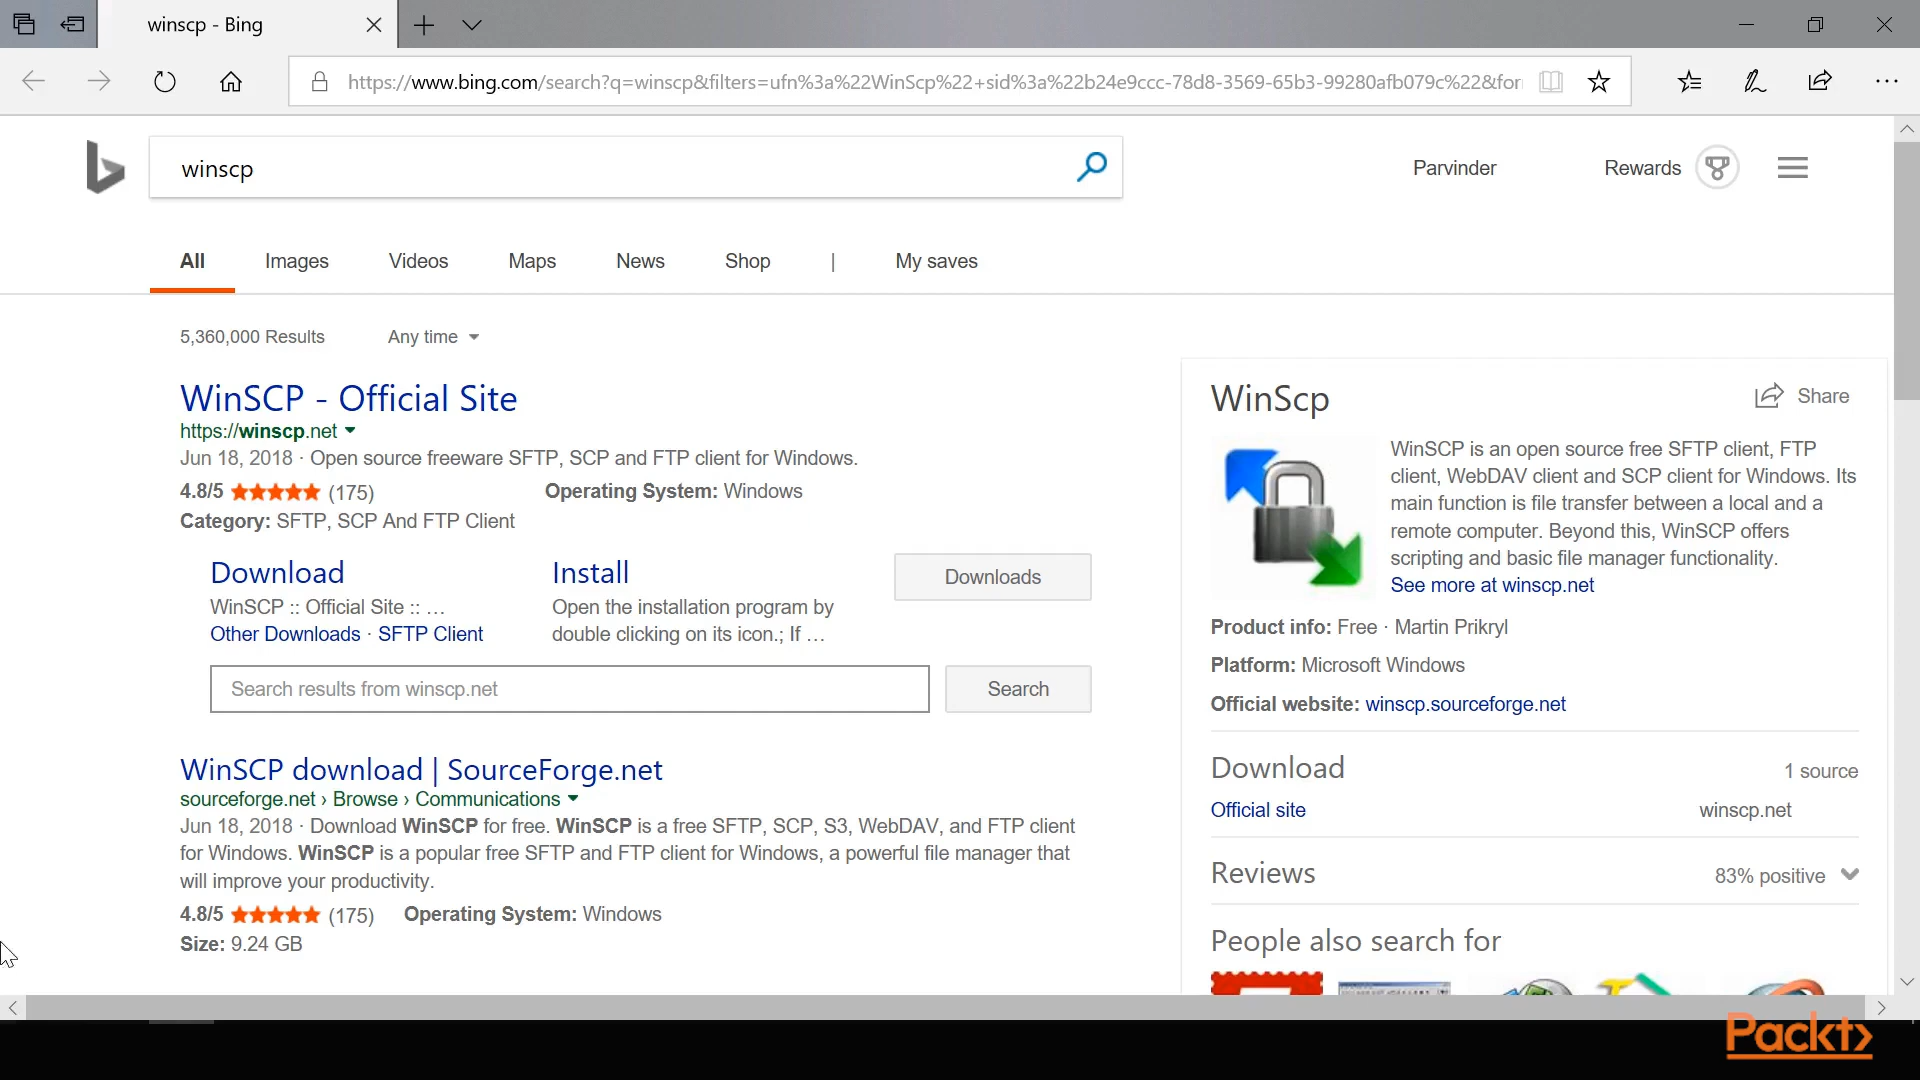 winscp - Bing
https://www.bing.com/search?q=winscp&filters=ufn%3a%22WinScp%22+sid%3a%22b24e9ccc-78d8-3569-65b3-99280afb079c%22&for
winscp
Parvinder
Rewards
All
Images
Videos
Maps
News
Shop
|
My saves
5,360,000 Results
Any time
WinSCP - Official Site
https://winscp.net
Jun 18, 2018 · Open source freeware SFTP, SCP and FTP client for Windows.
4.8/5 (175)
Operating System: Windows
Category: SFTP, SCP And FTP Client
Download
WinSCP :: Official Site :: …
Other Downloads · SFTP Client
Install
Open the installation program by
double clicking on its icon.; If …
Downloads
Search results from winscp.net
Search
WinSCP download | SourceForge.net
sourceforge.net › Browse › Communications
Jun 18, 2018 · Download WinSCP for free. WinSCP is a free SFTP, SCP, S3, WebDAV, and FTP client
for Windows. WinSCP is a popular free SFTP and FTP client for Windows, a powerful file manager that
will improve your productivity.
4.8/5 (175)
Operating System: Windows
Size: 9.24 GB
WinScp
Share
WinSCP is an open source free SFTP client, FTP
client, WebDAV client and SCP client for Windows. Its
main function is file transfer between a local and a
remote computer. Beyond this, WinSCP offers
scripting and basic file manager functionality.
See more at winscp.net
Product info: Free · Martin Prikryl
Platform: Microsoft Windows
Official website: winscp.sourceforge.net
Download
1 source
Official site
winscp.net
Reviews
83% positive
People also search for
Packt>